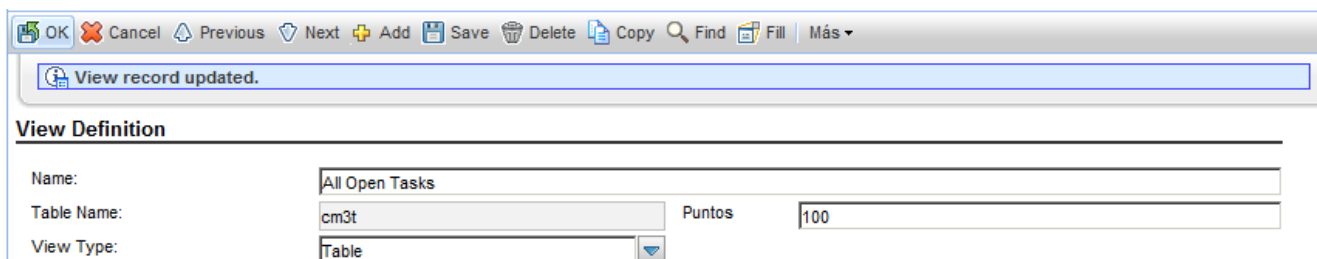 OK Cancel Previous Next Add Save Delete Copy Find Fill Más
View record updated.
View Definition
Name: All Open Tasks
Table Name: cm3t Puntos 100
View Type: Table